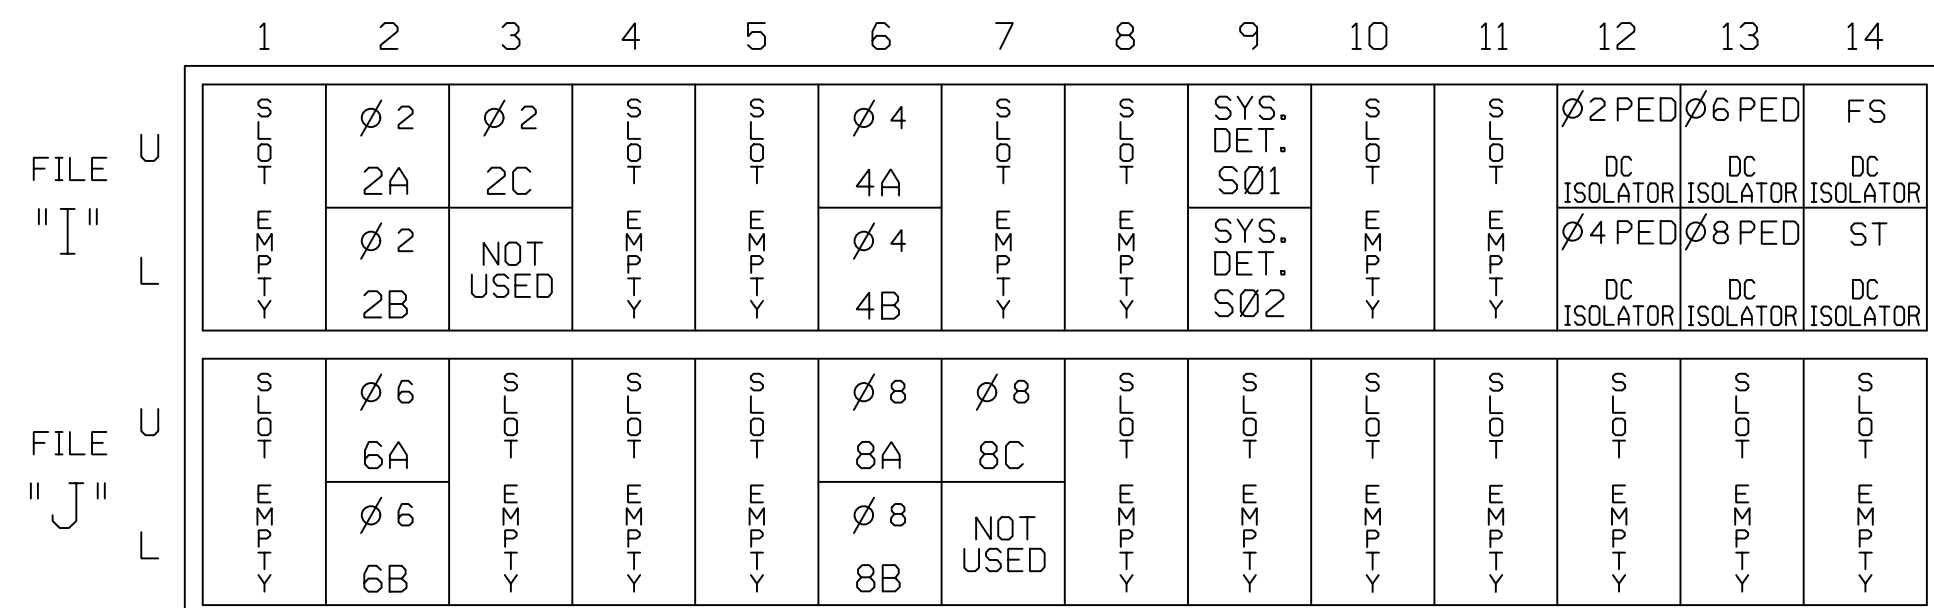 1 2 3 4 5 6 7 8 9 10 11 12 13 14
FILE "I"
U
L
SLOT EMPTY
Ø 2
2A
Ø 2
2B
Ø 2
2C
NOT
USED
SLOT EMPTY
SLOT EMPTY
Ø 4
4A
Ø 4
4B
SLOT EMPTY
SLOT EMPTY
SYS.
DET.
SØ1
SYS.
DET.
SØ2
SLOT EMPTY
SLOT EMPTY
Ø2 PED
DC
ISOLATOR
Ø4 PED
DC
ISOLATOR
Ø6 PED
DC
ISOLATOR
Ø8 PED
DC
ISOLATOR
FS
DC
ISOLATOR
ST
DC
ISOLATOR
FILE "J"
U
L
SLOT EMPTY
Ø 6
6A
Ø 6
6B
SLOT EMPTY
SLOT EMPTY
SLOT EMPTY
Ø 8
8A
Ø 8
8B
Ø 8
8C
NOT
USED
SLOT EMPTY
SLOT EMPTY
SLOT EMPTY
SLOT EMPTY
SLOT EMPTY
SLOT EMPTY
SLOT EMPTY